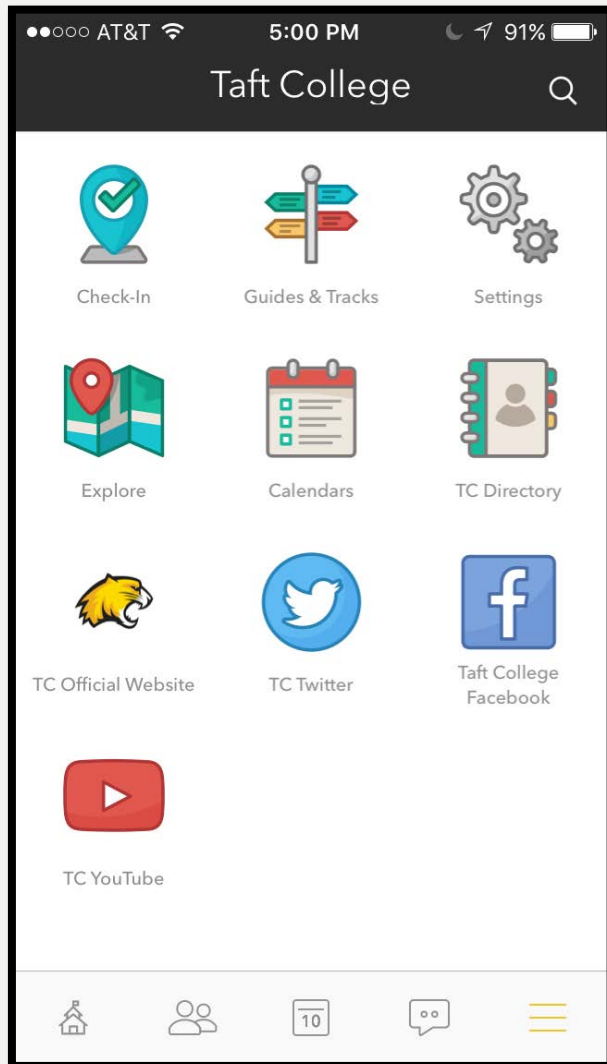 AT&T 5:00 PM 91%
Taft College
Check-In Guides & Tracks Settings
Explore Calendars TC Directory
TC Official Website TC Twitter Taft College
Facebook
TC YouTube
10